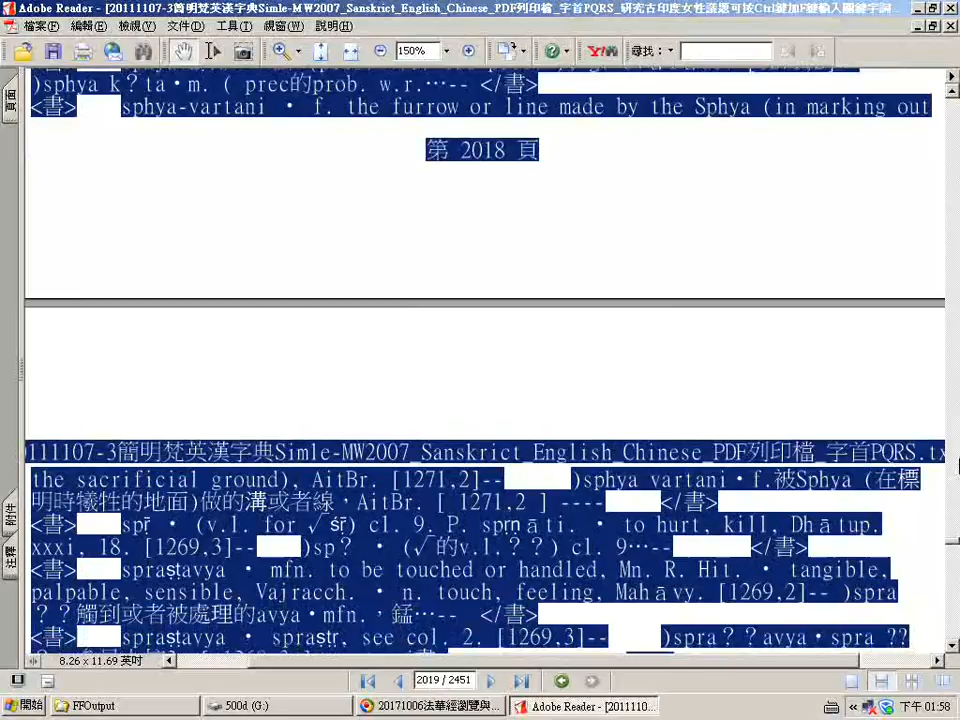 Adobe Reader - [20111107-3簡明梵英漢字典Simle-MW2007_Sanskrict_English_Chinese_PDF列印檔_字首PQRS_研究古印度女性議題可按Ctrl鍵加F鍵輸入關鍵字詞
檔案(F) 編輯(E) 檢視(V) 文件(D) 工具(T) 視窗(W) 說明(H)
150% 尋找:
頁面
)sphya k？ta‧m. ( prec的prob. w.r.…-- </書>
<書> sphya-vartani ‧ f. the furrow or line made by the Sphya (in marking out
第 2018 頁
111107-3簡明梵英漢字典Simle-MW2007_Sanskrict_English_Chinese_PDF列印檔_字首PQRS.tx
the sacrificial ground), AitBr. [1271,2]-- )sphya vartani‧f.被Sphya (在標
明時犧牲的地面)做的溝或者線，AitBr. [ 1271,2 ] ---- </書>
<書> spṝ ‧ (v.l. for √ śṝ) cl. 9. P. spṛṇāti. ‧ to hurt, kill, Dhātup.
xxxi, 18. [1269,3]-- )sp？ ‧ (√的v.l.？？) cl. 9…-- </書>
<書> spraṣṭavya ‧ mfn. to be touched or handled, Mn. R. Hit. ‧ tangible,
palpable, sensible, Vajracch. ‧ n. touch, feeling, Mahāvy. [1269,2]-- )spra
？？觸到或者被處理的avya‧mfn, 錳…-- </書>
<書> spraṣṭavya ‧ spraṣṭṛ, see col. 2. [1269,3]-- )spra？？avya‧spra ??
附件
注釋
8.26 x 11.69 英吋
2019 / 2451
開始 FFOutput 500d (G:) 20171006法華經瀏覽與... Adobe Reader - [2011110... 下午 01:58